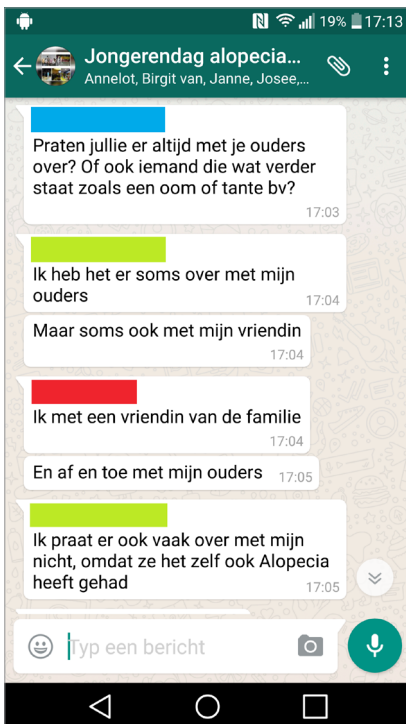 19% 17:13
Jongerendag alopecia...
Annelot, Birgit van, Janne, Josee,...
Praten jullie er altijd met je ouders
over? Of ook iemand die wat verder
staat zoals een oom of tante bv?
17:03
Ik heb het er soms over met mijn
ouders
17:04
Maar soms ook met mijn vriendin
17:04
Ik met een vriendin van de familie
17:04
En af en toe met mijn ouders 17:05
Ik praat er ook vaak over met mijn
nicht, omdat ze het zelf ook Alopecia
heeft gehad
17:05
Typ een bericht